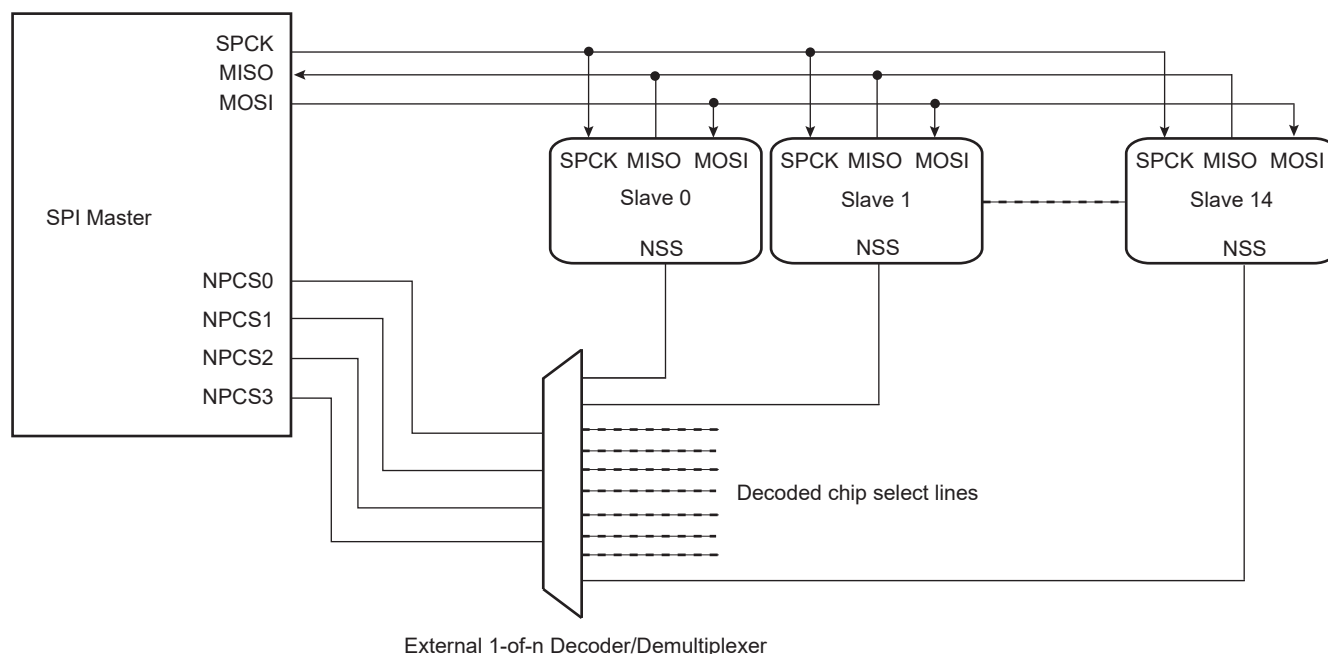 SPCK
MISO
MOSI
SPCK MISO MOSI
Slave 0
NSS
SPCK MISO MOSI
Slave 1
NSS
SPCK MISO MOSI
Slave 14
NSS
SPI Master
NPCS0
NPCS1
NPCS2
NPCS3
Decoded chip select lines
External 1-of-n Decoder/Demultiplexer